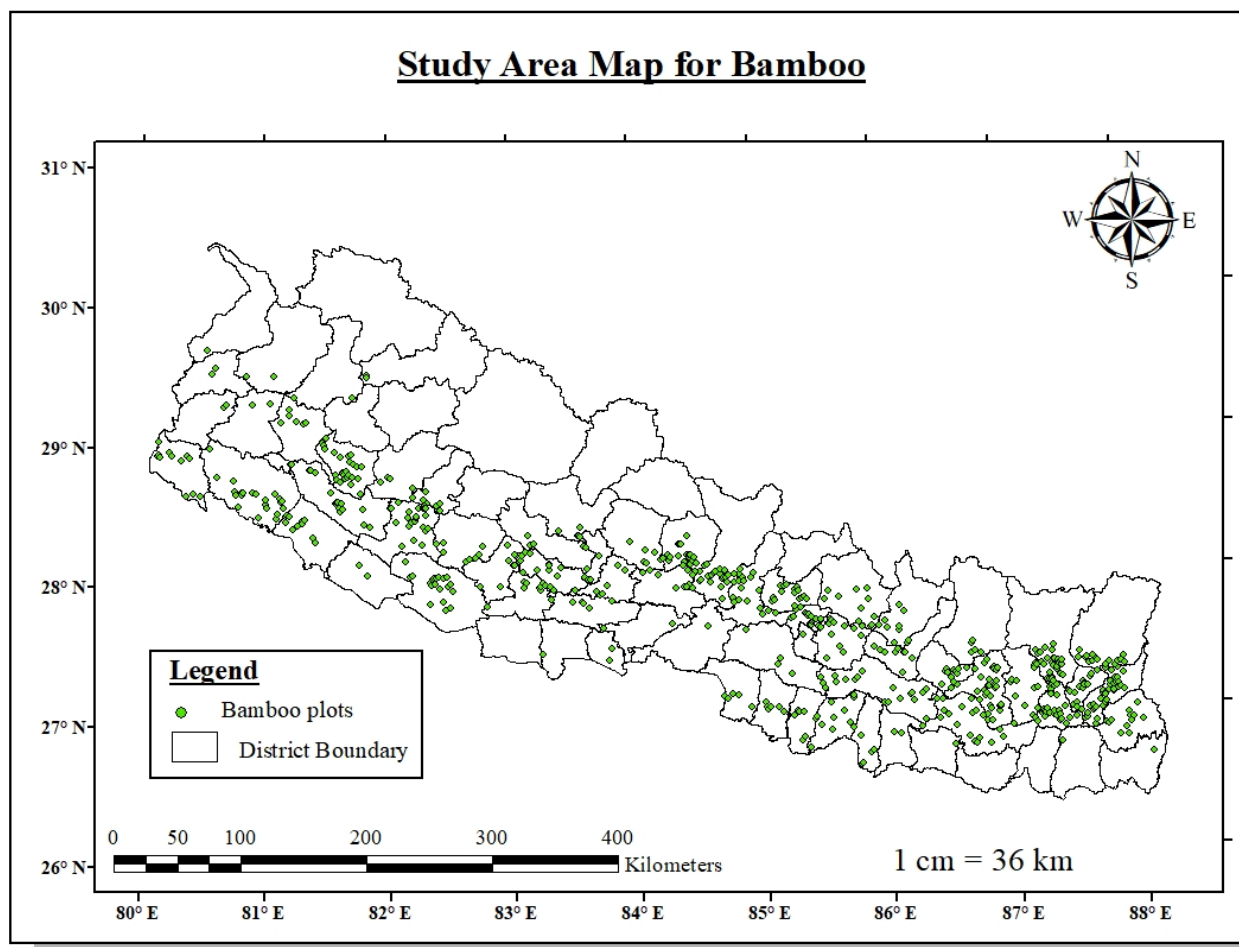 Study Area Map for Bamboo
N
W E
S
31° N
30° N
29° N
28° N
27° N
26° N
Legend
Bamboo plots
District Boundary
0 50 100 200 300 400
Kilometers
1 cm = 36 km
80° E 81° E 82° E 83° E 84° E 85° E 86° E 87° E 88° E